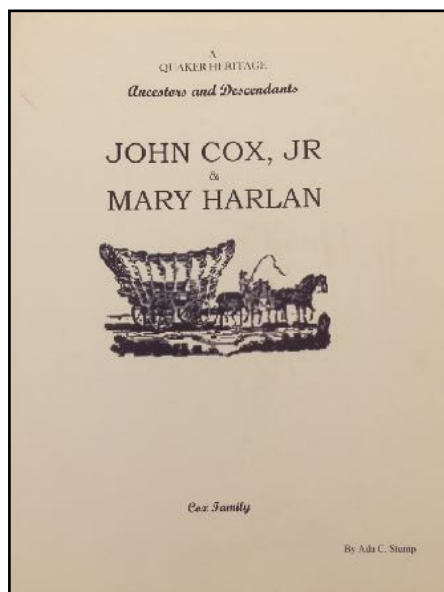 A
QUAKER HERITAGE
Ancestors and Descendants
JOHN COX, JR
&
MARY HARLAN
Cox Family
By Ada C. Stump